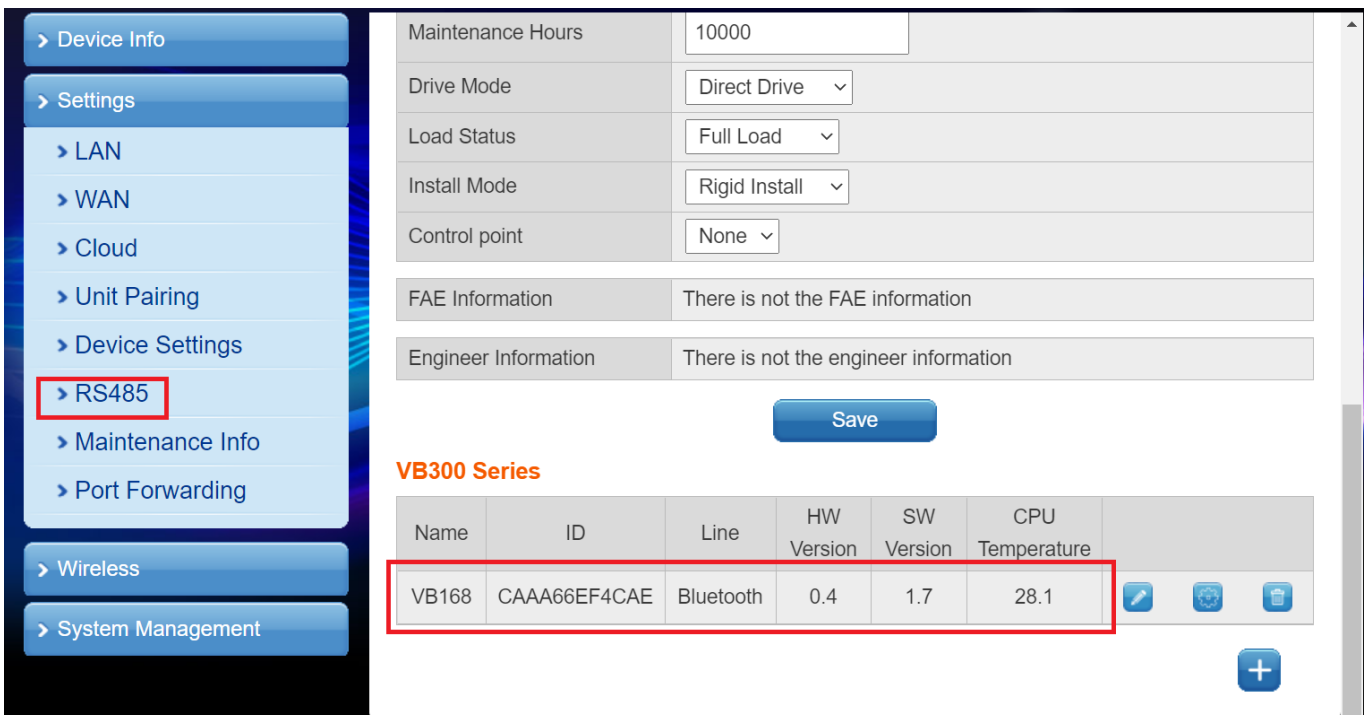 Device Info
Settings
LAN
WAN
Cloud
Unit Pairing
Device Settings
RS485
Maintenance Info
Port Forwarding
Wireless
System Management
Maintenance Hours 10000
Drive Mode Direct Drive
Load Status Full Load
Install Mode Rigid Install
Control point None
FAE Information There is not the FAE information
Engineer Information There is not the engineer information
Save
VB300 Series
Name ID Line HW Version SW Version CPU Temperature
VB168 CAAA66EF4CAE Bluetooth 0.4 1.7 28.1